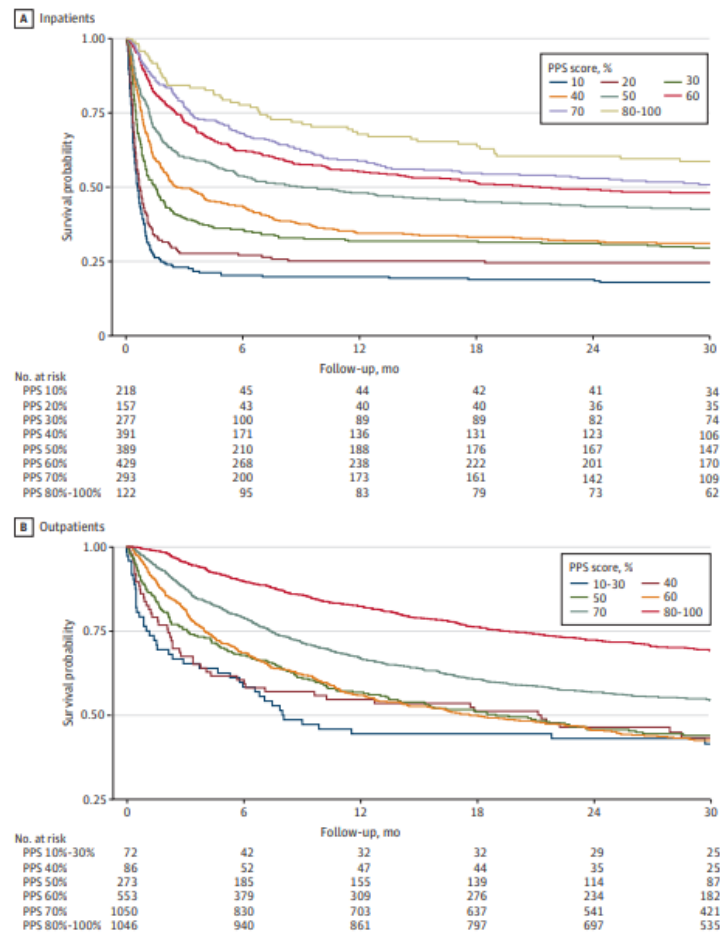 A Inpatients
1.00
0.75
0.50
0.25
0
Survival probability
PPS score, %
10 20 30
40 50 60
70 80-100
0 6 12 18 24 30
Follow-up, mo
No. at risk
PPS 10% 218 45 44 42 41 34
PPS 20% 157 43 40 40 36 35
PPS 30% 277 100 89 89 82 74
PPS 40% 391 171 136 131 123 106
PPS 50% 389 210 188 176 167 147
PPS 60% 429 268 238 222 201 170
PPS 70% 293 200 173 161 142 109
PPS 80%-100% 122 95 83 79 73 62
B Outpatients
1.00
0.75
0.50
0.25
Survival probability
PPS score, %
10-30 40
50 60
70 80-100
0 6 12 18 24 30
Follow-up, mo
No. at risk
PPS 10%-30% 72 42 32 32 29 25
PPS 40% 86 52 47 44 35 25
PPS 50% 273 185 155 139 114 87
PPS 60% 553 379 309 276 234 182
PPS 70% 1050 830 703 637 541 421
PPS 80%-100% 1046 940 861 797 697 535